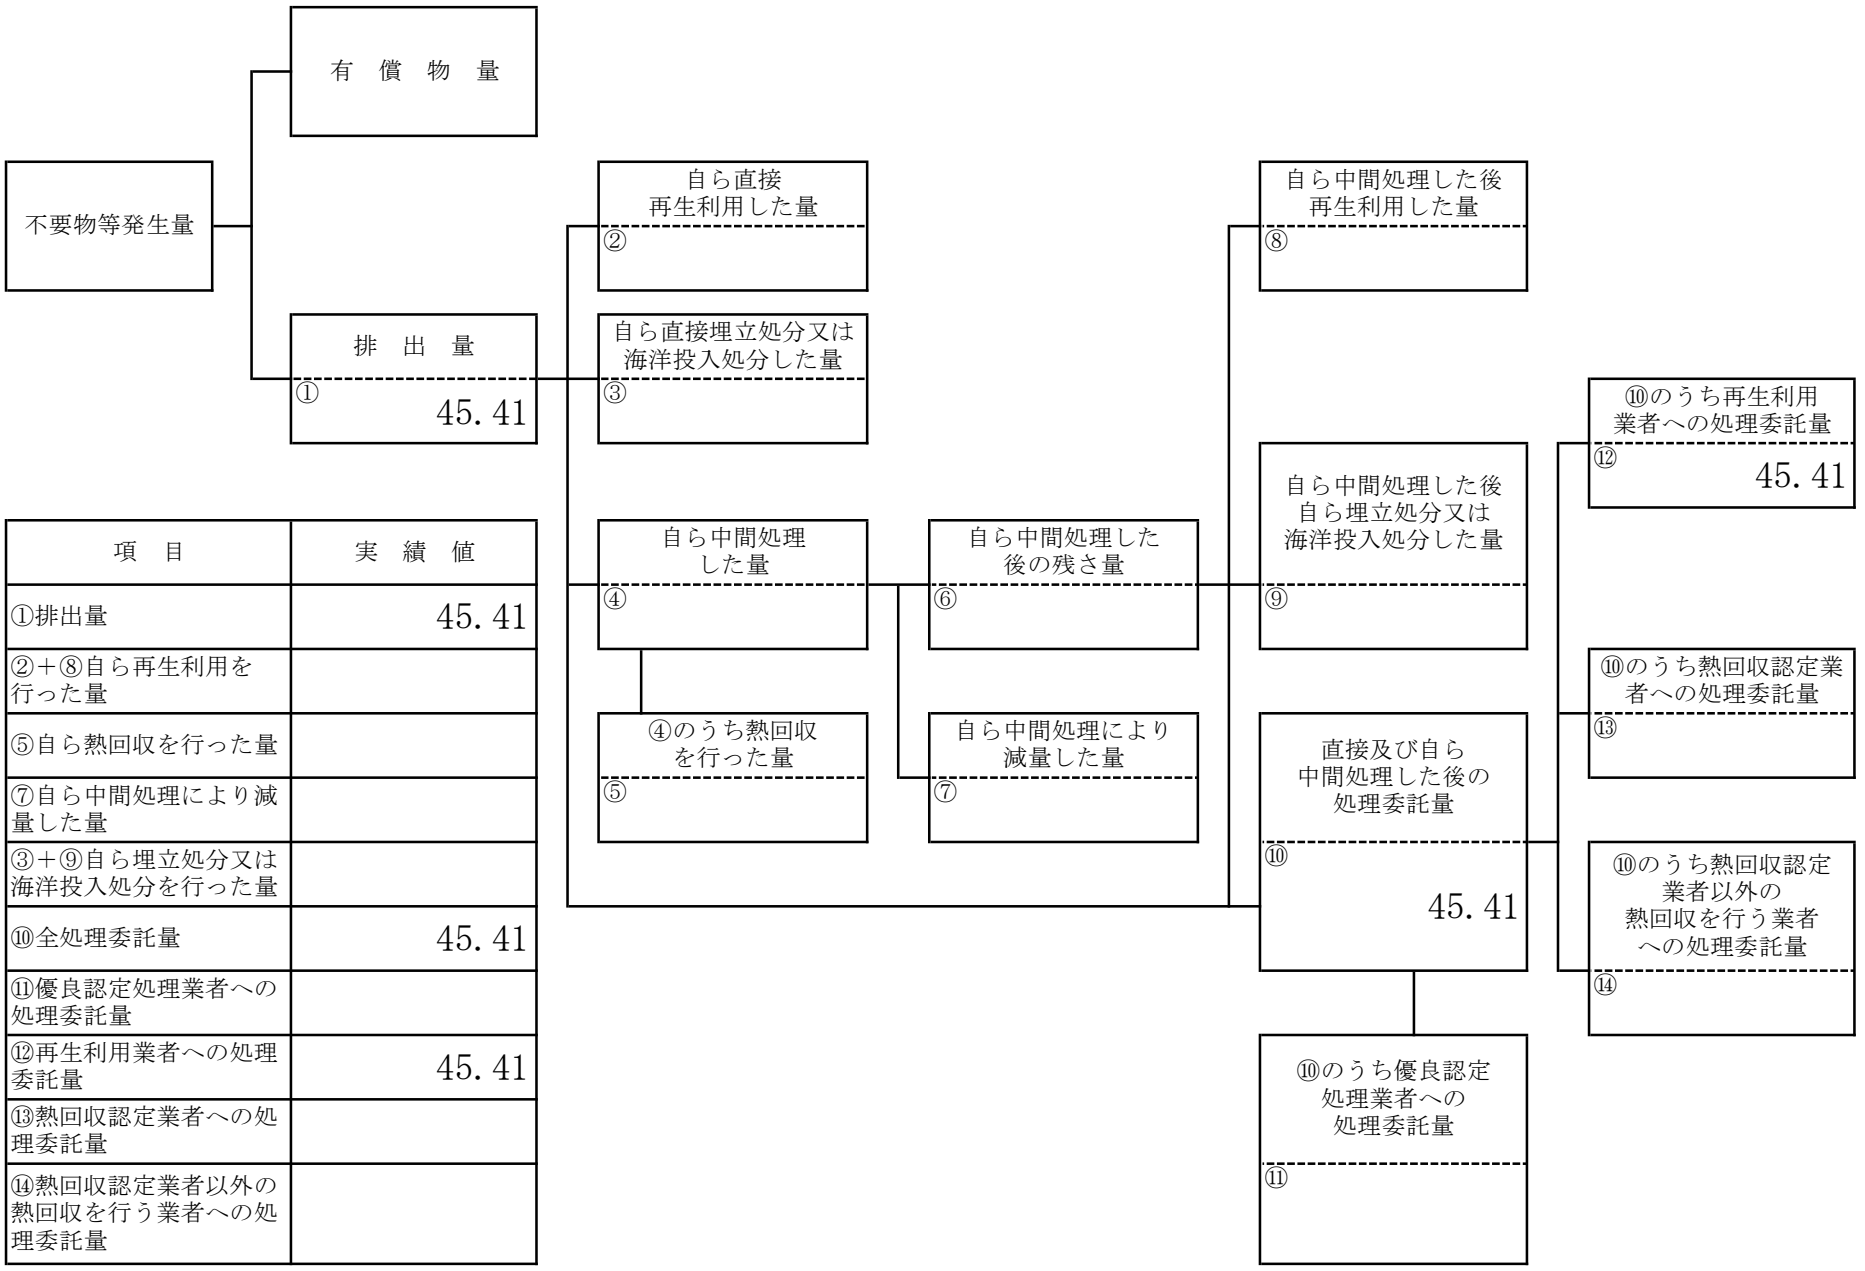 有 償 物 量
不要物等発生量
排 出 量
①
45.41
自ら直接
再生利用した量
②
自ら直接埋立処分又は
海洋投入処分した量
③
自ら中間処理
した量
④
④のうち熱回収
を行った量
⑤
自ら中間処理した
後の残さ量
⑥
自ら中間処理により
減量した量
⑦
自ら中間処理した後
再生利用した量
⑧
自ら中間処理した後
自ら埋立処分又は
海洋投入処分した量
⑨
直接及び自ら
中間処理した後の
処理委託量
⑩
45.41
⑩のうち優良認定
処理業者への
処理委託量
⑪
⑩のうち再生利用
業者への処理委託量
⑫
45.41
⑩のうち熱回収認定業
者への処理委託量
⑬
⑩のうち熱回収認定
業者以外の
熱回収を行う業者
への処理委託量
⑭
項 目 実 績 値
①排出量 45.41
②＋⑧自ら再生利用を
行った量
⑤自ら熱回収を行った量
⑦自ら中間処理により減
量した量
③＋⑨自ら埋立処分又は
海洋投入処分を行った量
⑩全処理委託量 45.41
⑪優良認定処理業者への
処理委託量
⑫再生利用業者への処理
委託量 45.41
⑬熱回収認定業者への処
理委託量
⑭熱回収認定業者以外の
熱回収を行う業者への処
理委託量